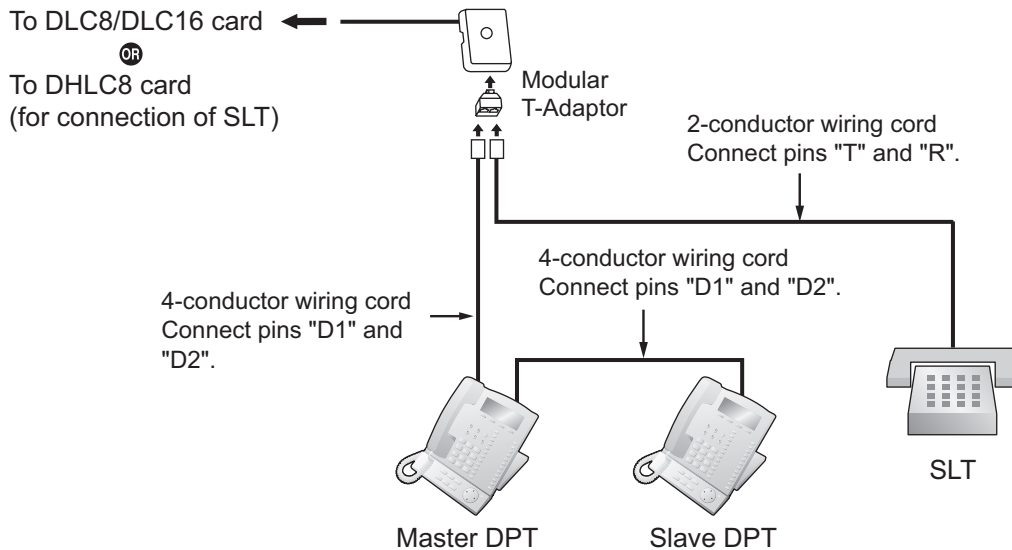 To DLC8/DLC16 card
OR
To DHLC8 card
(for connection of SLT)
Modular
T-Adaptor
2-conductor wiring cord
Connect pins "T" and "R".
4-conductor wiring cord
Connect pins "D1" and "D2".
4-conductor wiring cord
Connect pins "D1" and
"D2".
SLT
Master DPT
Slave DPT